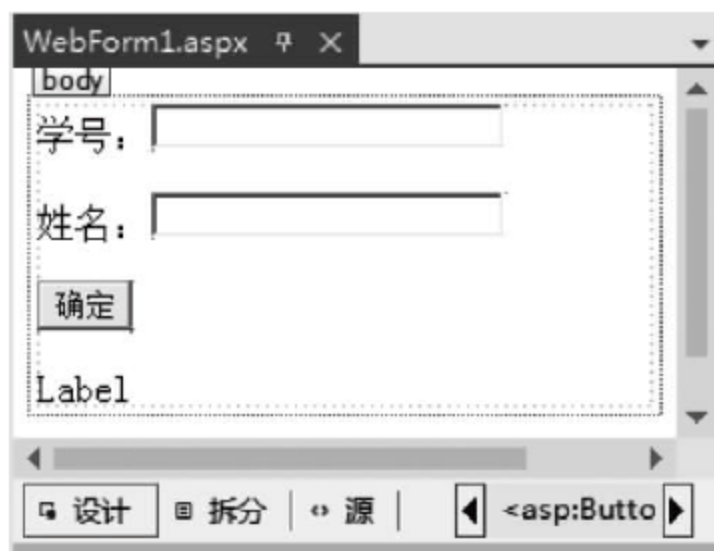 WebForm1.aspx
body
学号：
姓名：
确定
Label
设计 拆分 源 <asp:Butto